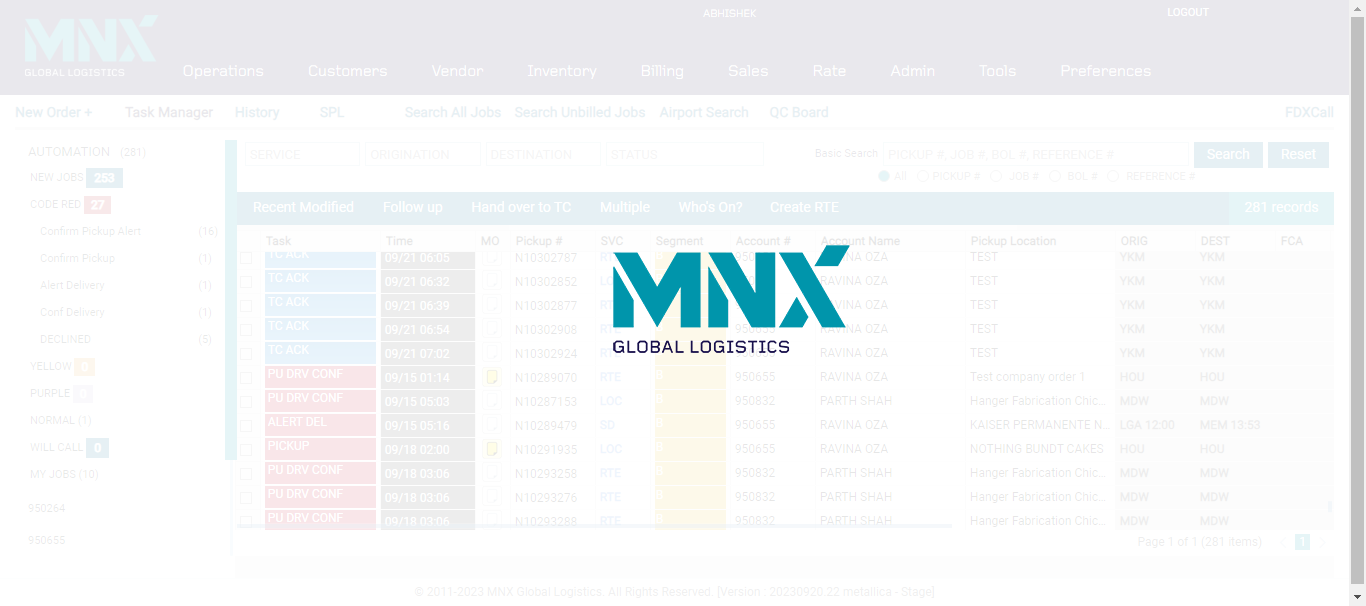 MNX
GLOBAL LOGISTICS
ABHISHEK
LOGOUT
Operations Customers Vendor Inventory Billing Sales Rate Admin Tools Preferences
New Order + Task Manager History SPL Search All Jobs Search Unbilled Jobs Airport Search QC Board FDXCall
AUTOMATION (281)
NEW JOBS 253
CODE RED 27
Confirm Pickup Alert (16)
Confirm Pickup (1)
Alert Delivery (1)
Conf Delivery (1)
DECLINED (5)
YELLOW 0
PURPLE 0
NORMAL (1)
WILL CALL 0
MY JOBS (10)
950264
950655
SERVICE ORIGINATION DESTINATION STATUS Basic Search PICKUP #, JOB #, BOL #, REFERENCE # Search Reset
All PICKUP # JOB # BOL # REFERENCE #
Recent Modified Follow up Hand over to TC Multiple Who's On? Create RTE 281 records
Task Time MO Pickup # SVC Segment Account # Account Name Pickup Location ORIG DEST FCA
TC ACK 09/21 06:05 N10302787 RAVINA OZA TEST YKM YKM
TC ACK 09/21 06:32 N10302852 RAVINA OZA TEST YKM YKM
TC ACK 09/21 06:39 N10302877 RAVINA OZA TEST YKM YKM
TC ACK 09/21 06:54 N10302908 RAVINA OZA TEST YKM YKM
TC ACK 09/21 07:02 N10302924 RAVINA OZA TEST YKM YKM
PU DRV CONF 09/15 01:14 N10289070 RTE 950655 RAVINA OZA Test company order 1 HOU HOU
PU DRV CONF 09/15 05:03 N10287153 LOC 950832 PARTH SHAH Hanger Fabrication Chic... MDW MDW
ALERT DEL 09/15 05:16 N10289479 SD 950655 RAVINA OZA KAISER PERMANENTE N... LGA 12:00 MEM 13:53
PICKUP 09/18 02:00 N10291935 LOC 950655 RAVINA OZA NOTHING BUNDT CAKES HOU HOU
PU DRV CONF 09/18 03:06 N10293258 RTE 950832 PARTH SHAH Hanger Fabrication Chic... MDW MDW
PU DRV CONF 09/18 03:06 N10293276 RTE 950832 PARTH SHAH Hanger Fabrication Chic... MDW MDW
PU DRV CONF 09/18 03:06 N10293288 RTE 950832 PARTH SHAH Hanger Fabrication Chic... MDW MDW
MNX
GLOBAL LOGISTICS
Page 1 of 1 (281 items) 1
© 2011-2023 MNX Global Logistics. All Rights Reserved. [Version 20230920.22 metallica - Stage]